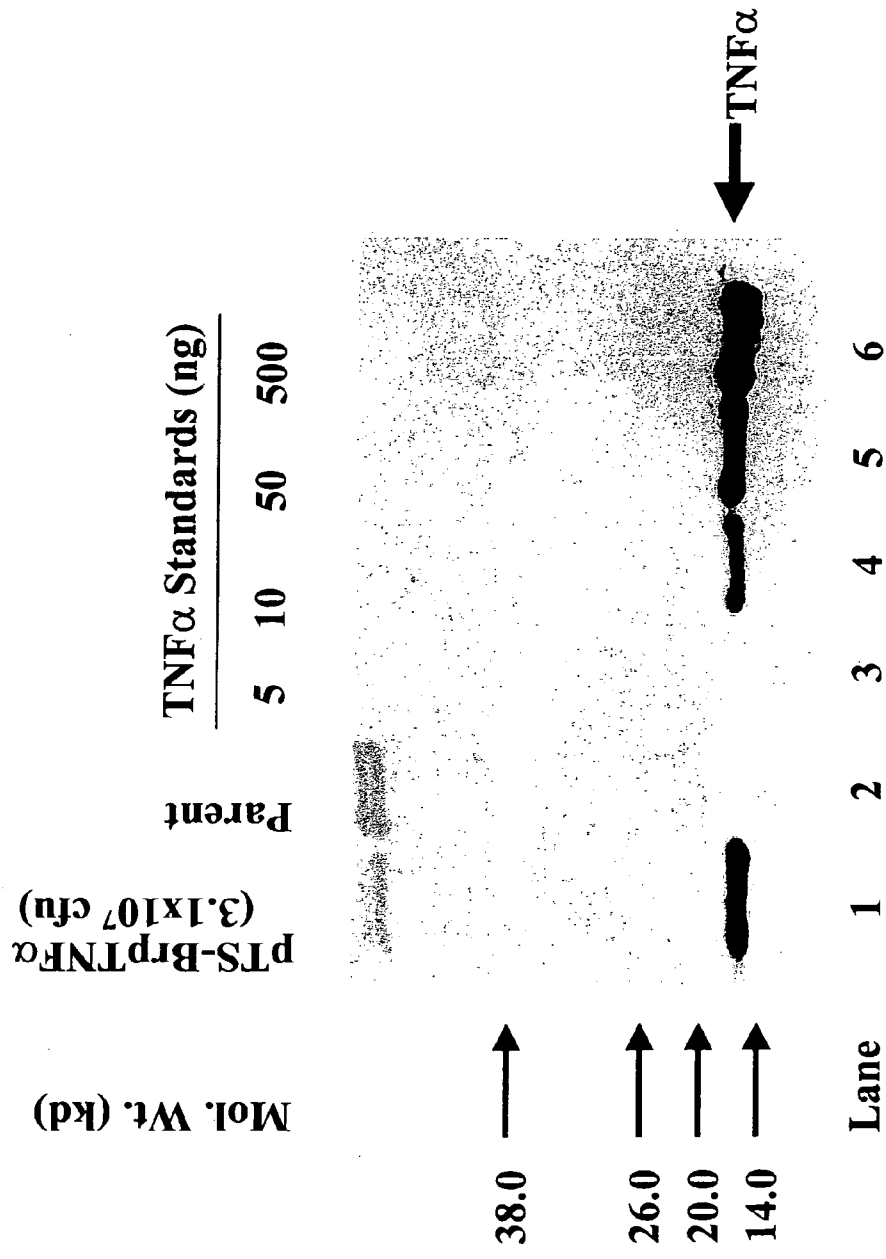 Mol. Wt. (kd)
pTS-BrpTNFα
(3.1x10⁷ cfu)
Parent
TNFα Standards (ng)
5 10 50 500
38.0
26.0
20.0
14.0
TNFα
Lane 1 2 3 4 5 6